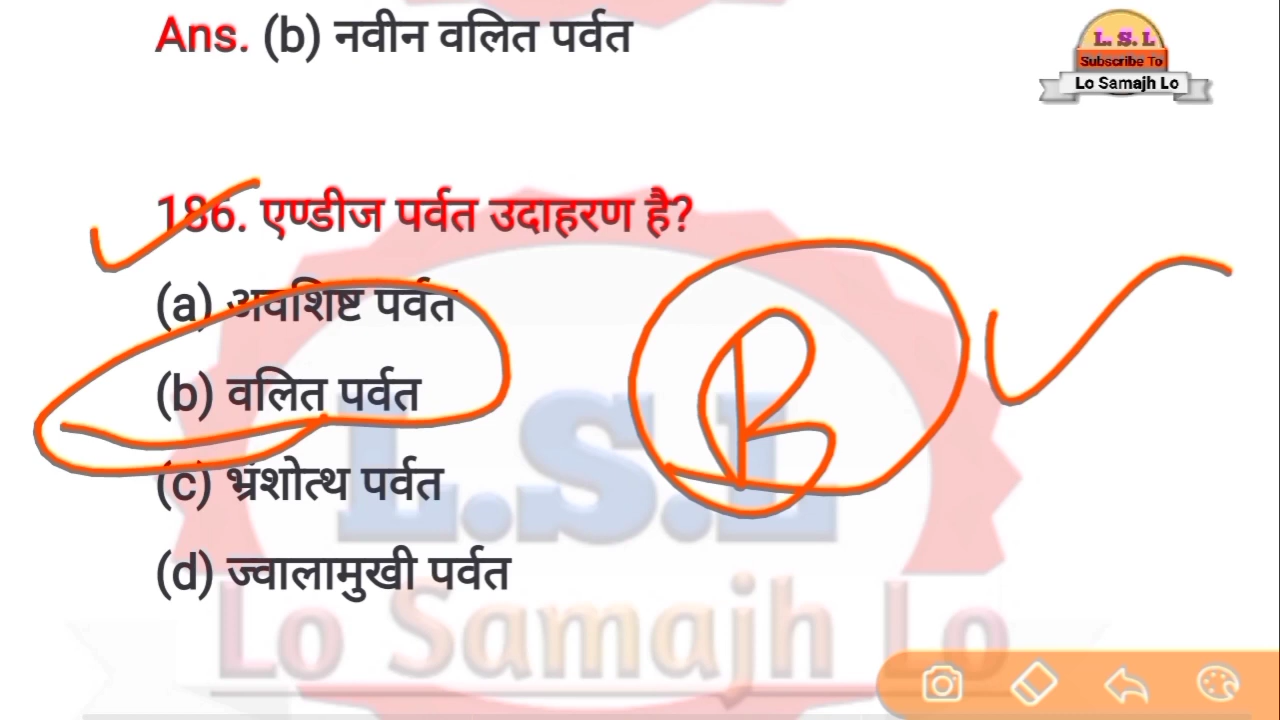 Ans. (b) नवीन वलित पर्वत
L. S. L
Subscribe To
Lo Samajh Lo
186. एण्डीज पर्वत उदाहरण है?
(a) अवशिष्ट पर्वत
(b) वलित पर्वत
B
(c) भ्रंशोत्थ पर्वत
(d) ज्वालामुखी पर्वत
L.S.L
Lo Samajh Lo